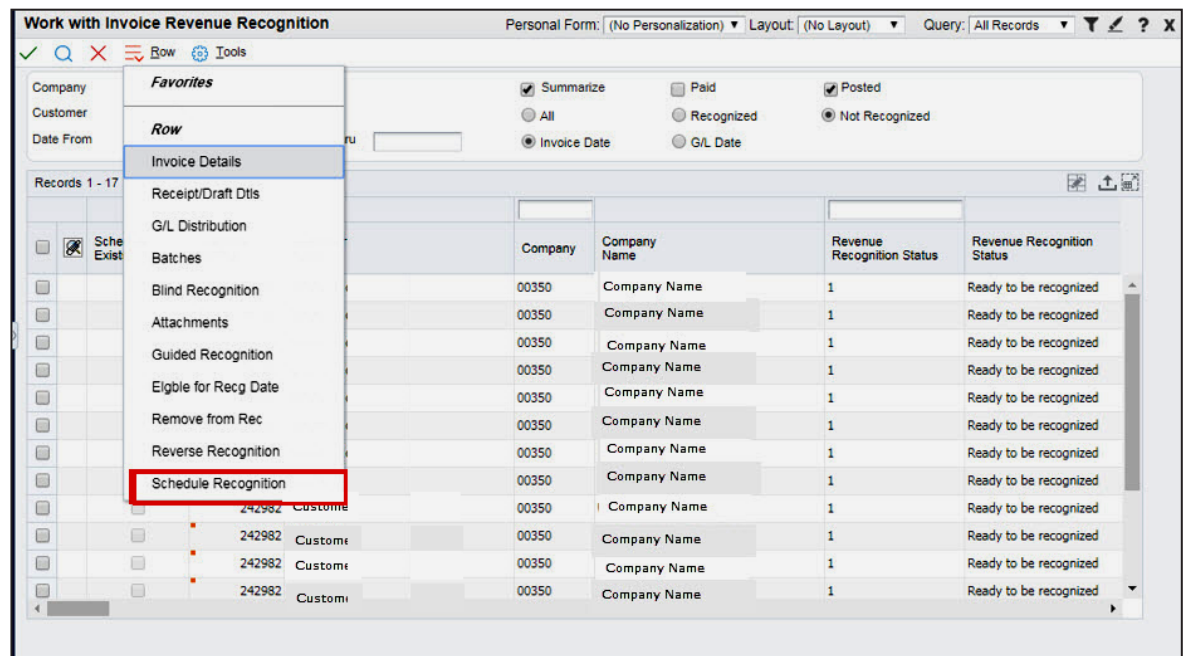 Work with Invoice Revenue Recognition Personal Form: (No Personalization) Layout: (No Layout) Query: All Records ? X
Row Tools
Favorites
Row
Invoice Details
Receipt/Draft Dtls
G/L Distribution
Batches
Blind Recognition
Attachments
Guided Recognition
Elgble for Recg Date
Remove from Rec
Reverse Recognition
Schedule Recognition
Company Summarize Paid Posted
Customer All Recognized Not Recognized
Date From ru Invoice Date G/L Date
Records 1 - 17
Sche Exist Company Company Name Revenue Recognition Status Revenue Recognition Status
00350 Company Name 1 Ready to be recognized
00350 Company Name 1 Ready to be recognized
00350 Company Name 1 Ready to be recognized
00350 Company Name 1 Ready to be recognized
00350 Company Name 1 Ready to be recognized
00350 Company Name 1 Ready to be recognized
00350 Company Name 1 Ready to be recognized
00350 Company Name 1 Ready to be recognized
242982 Custome 00350 Company Name 1 Ready to be recognized
242982 Custome 00350 Company Name 1 Ready to be recognized
242982 Custome 00350 Company Name 1 Ready to be recognized
242982 Custom 00350 Company Name 1 Ready to be recognized